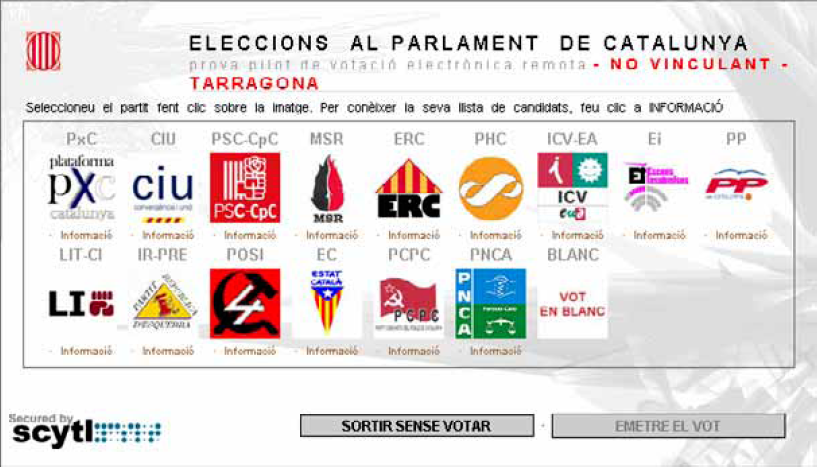 ELECCIONS AL PARLAMENT DE CATALUNYA
prova pilot de votació electrònica remota - NO VINCULANT -
TARRAGONA
Seleccioneu el partit fent clic sobre la imatge. Per conèixer la seva llista de candidats, feu clic a INFORMACIÓ
PxC CIU PSC-CpC MSR ERC PHC ICV-EA Ei PP
plataforma
pxc
catalunya
ciu
convergència i unió
PSC-CpC
MSR
ERC
i
ICV
euia
Ei Escons Insubmisos
PP
de catalunya
· Informació · Informació · Informació · Informació · Informació · Informació · Informació · Informació · Informació
LIT-CI IR-PRE POSI EC PCPC PNCA BLANC
LI
PARTIT REPUBLICÀ
D'ESQUERRA
4
ESTAT
CATALÀ
PCPC
PNCA
VOT
EN BLANC
· Informació · Informació · Informació · Informació · Informació · Informació
Secured by
scytl
SORTIR SENSE VOTAR · EMETRE EL VOT